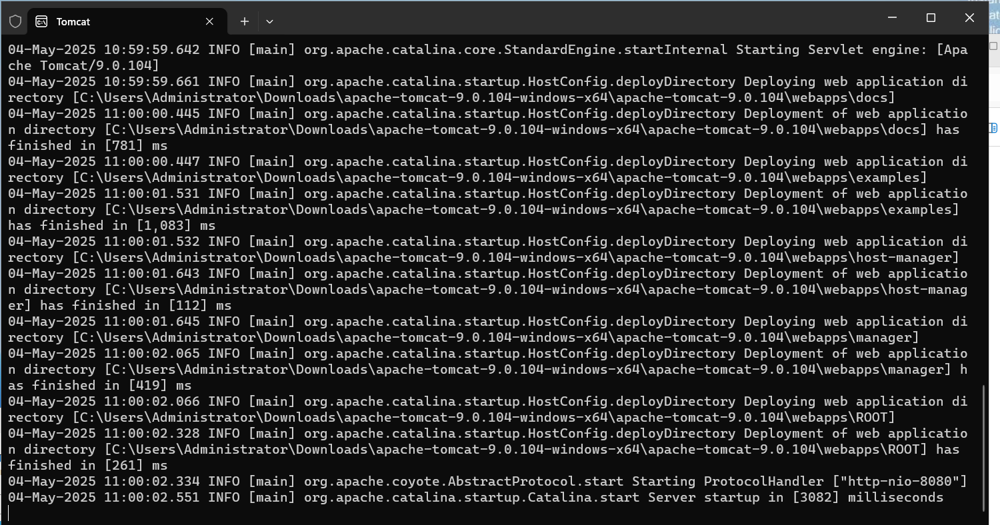 Tomcat
04-May-2025 10:59:59.642 INFO [main] org.apache.catalina.core.StandardEngine.startInternal Starting Servlet engine: [Apa
che Tomcat/9.0.104]
04-May-2025 10:59:59.661 INFO [main] org.apache.catalina.startup.HostConfig.deployDirectory Deploying web application di
rectory [C:\Users\Administrator\Downloads\apache-tomcat-9.0.104-windows-x64\apache-tomcat-9.0.104\webapps\docs]
04-May-2025 11:00:00.445 INFO [main] org.apache.catalina.startup.HostConfig.deployDirectory Deployment of web applicatio
n directory [C:\Users\Administrator\Downloads\apache-tomcat-9.0.104-windows-x64\apache-tomcat-9.0.104\webapps\docs] has
finished in [781] ms
04-May-2025 11:00:00.447 INFO [main] org.apache.catalina.startup.HostConfig.deployDirectory Deploying web application di
rectory [C:\Users\Administrator\Downloads\apache-tomcat-9.0.104-windows-x64\apache-tomcat-9.0.104\webapps\examples]
04-May-2025 11:00:01.531 INFO [main] org.apache.catalina.startup.HostConfig.deployDirectory Deployment of web applicatio
n directory [C:\Users\Administrator\Downloads\apache-tomcat-9.0.104-windows-x64\apache-tomcat-9.0.104\webapps\examples]
has finished in [1,083] ms
04-May-2025 11:00:01.532 INFO [main] org.apache.catalina.startup.HostConfig.deployDirectory Deploying web application di
rectory [C:\Users\Administrator\Downloads\apache-tomcat-9.0.104-windows-x64\apache-tomcat-9.0.104\webapps\host-manager]
04-May-2025 11:00:01.643 INFO [main] org.apache.catalina.startup.HostConfig.deployDirectory Deployment of web applicatio
n directory [C:\Users\Administrator\Downloads\apache-tomcat-9.0.104-windows-x64\apache-tomcat-9.0.104\webapps\host-manag
er] has finished in [112] ms
04-May-2025 11:00:01.645 INFO [main] org.apache.catalina.startup.HostConfig.deployDirectory Deploying web application di
rectory [C:\Users\Administrator\Downloads\apache-tomcat-9.0.104-windows-x64\apache-tomcat-9.0.104\webapps\manager]
04-May-2025 11:00:02.065 INFO [main] org.apache.catalina.startup.HostConfig.deployDirectory Deployment of web applicatio
n directory [C:\Users\Administrator\Downloads\apache-tomcat-9.0.104-windows-x64\apache-tomcat-9.0.104\webapps\manager] h
as finished in [419] ms
04-May-2025 11:00:02.066 INFO [main] org.apache.catalina.startup.HostConfig.deployDirectory Deploying web application di
rectory [C:\Users\Administrator\Downloads\apache-tomcat-9.0.104-windows-x64\apache-tomcat-9.0.104\webapps\ROOT]
04-May-2025 11:00:02.328 INFO [main] org.apache.catalina.startup.HostConfig.deployDirectory Deployment of web applicatio
n directory [C:\Users\Administrator\Downloads\apache-tomcat-9.0.104-windows-x64\apache-tomcat-9.0.104\webapps\ROOT] has
finished in [261] ms
04-May-2025 11:00:02.334 INFO [main] org.apache.coyote.AbstractProtocol.start Starting ProtocolHandler ["http-nio-8080"]
04-May-2025 11:00:02.551 INFO [main] org.apache.catalina.startup.Catalina.start Server startup in [3082] milliseconds